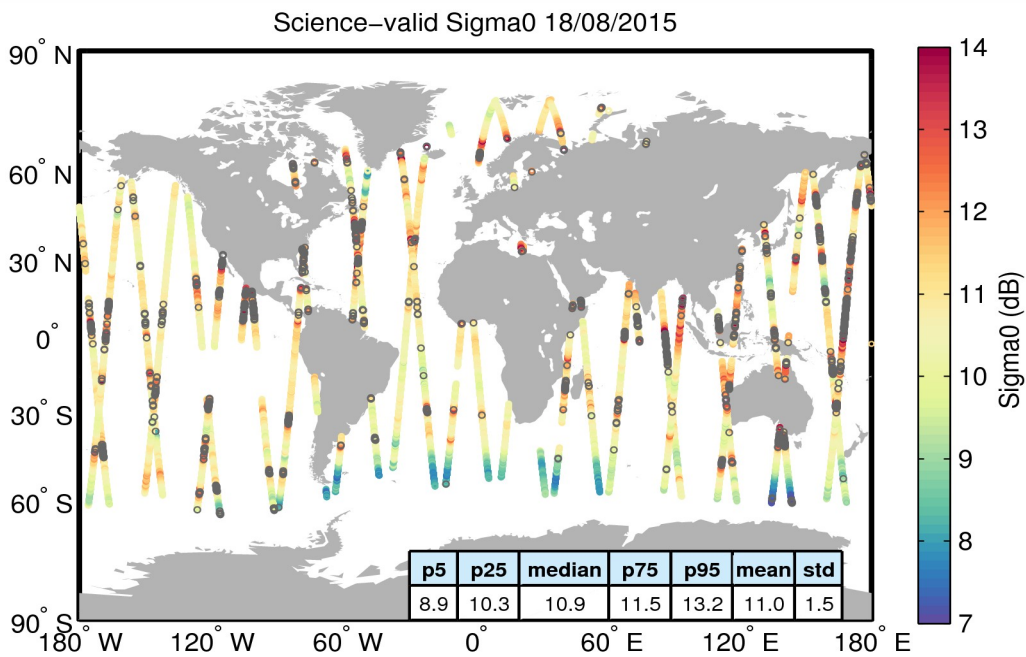 Science–valid Sigma0 18/08/2015
90° N
60° N
30° N
0°
30° S
60° S
90° S
180° W
120° W
60° W
0°
60° E
120° E
180° E
p5 p25 median p75 p95 mean std
8.9 10.3 10.9 11.5 13.2 11.0 1.5
14
13
12
11
10
9
8
7
Sigma0 (dB)